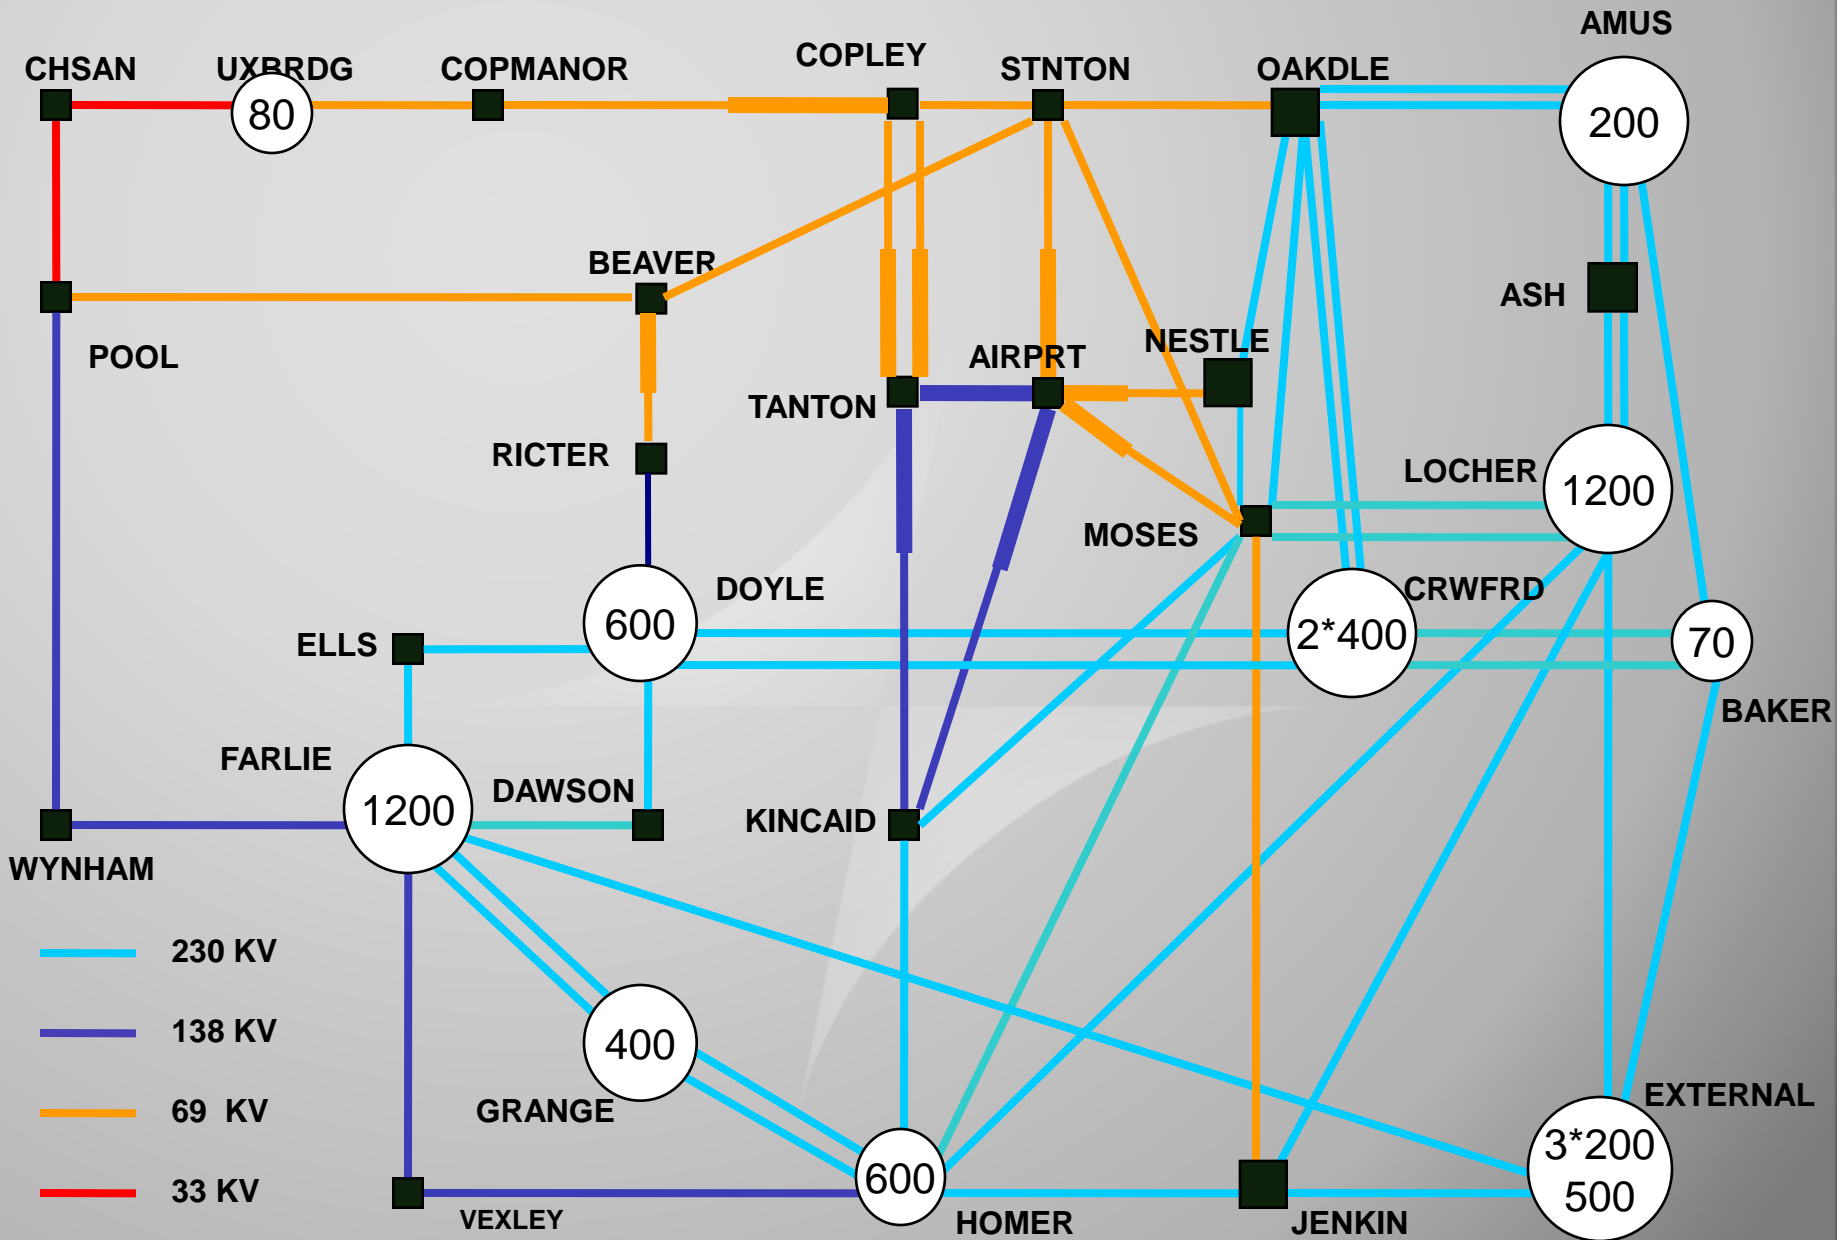 AMUS
CHSAN
UXBRDG
COPMANOR
COPLEY
STNTON
OAKDLE
80
200
BEAVER
ASH
POOL
AIRPRT
NESTLE
TANTON
RICTER
LOCHER
1200
MOSES
DOYLE
CRWFRD
600
2*400
70
ELLS
BAKER
FARLIE
DAWSON
1200
KINCAID
WYNHAM
230 KV
138 KV
400
GRANGE
69 KV
EXTERNAL
3*200
500
600
33 KV
VEXLEY
HOMER
JENKIN